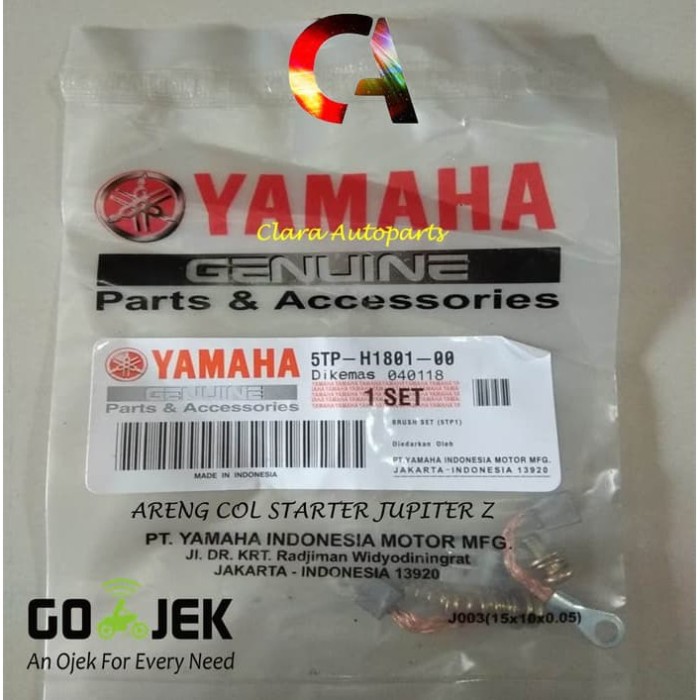 CA
YAMAHA
Clara Autoparts
GENUINE
Parts & Accessories
YAMAHA
GENUINE
Parts & Accessories
MADE IN INDONESIA
5TP-H1801-00
Dikemas 040118
1 SET
BRUSH SET (5TP1)
Diedarkan Oleh
PT.YAMAHA INDONESIA MOTOR MFG.
JAKARTA-INDONESIA 13920
ARENG COL STARTER JUPITER Z
PT. YAMAHA INDONESIA MOTOR MFG.
Jl. DR. KRT. Radjiman Widyodiningrat
JAKARTA - INDONESIA 13920
J003(15x10x0.05)
GO-JEK
An Ojek For Every Need